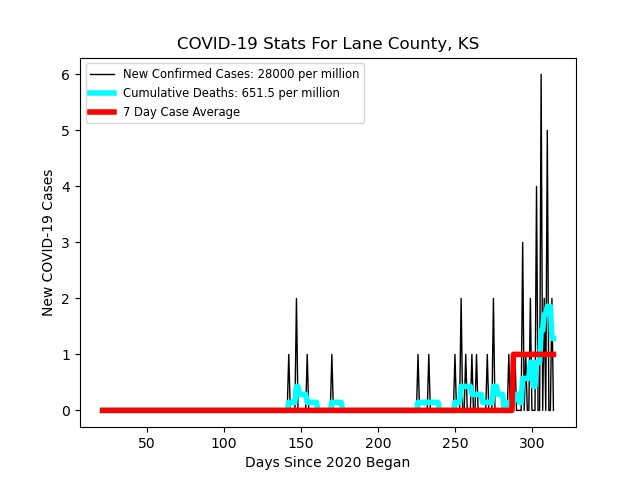 COVID-19 Stats For Lane County, KS
New Confirmed Cases: 28000 per million
Cumulative Deaths: 651.5 per million
7 Day Case Average
New COVID-19 Cases
6
5
4
3
2
1
0
50 100 150 200 250 300
Days Since 2020 Began